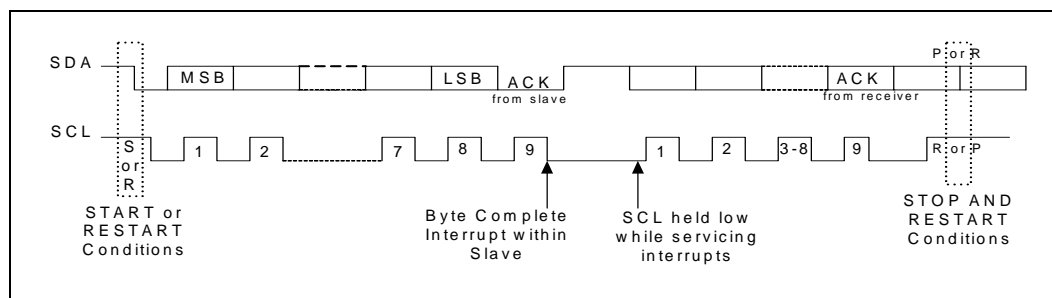 P or R
SDA
MSB
LSB
ACK
from slave
ACK
from receiver
SCL
S
or
R
1
2
7
8
9
1
2
3-8
9
R or P
START or
RESTART
Conditions
Byte Complete
Interrupt within
Slave
SCL held low
while servicing
interrupts
STOP AND
RESTART
Conditions